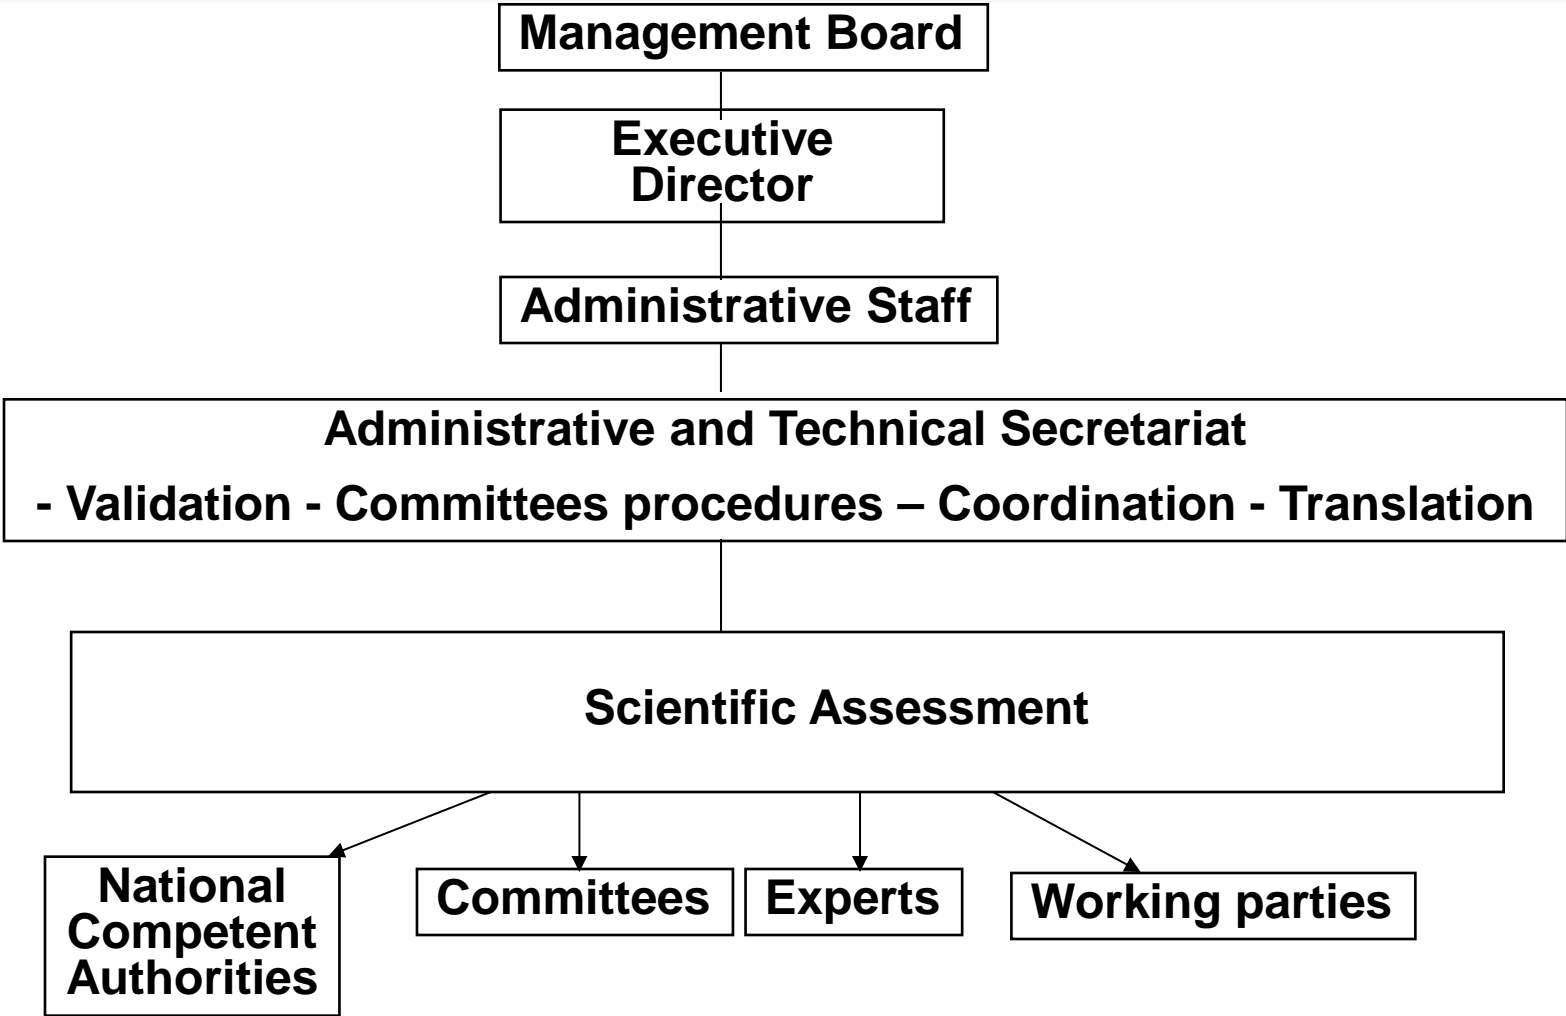 Management Board
Executive
Director
Administrative Staff
Administrative and Technical Secretariat
- Validation - Committees procedures – Coordination - Translation
Scientific Assessment
National
Competent
Authorities
Committees
Experts
Working parties